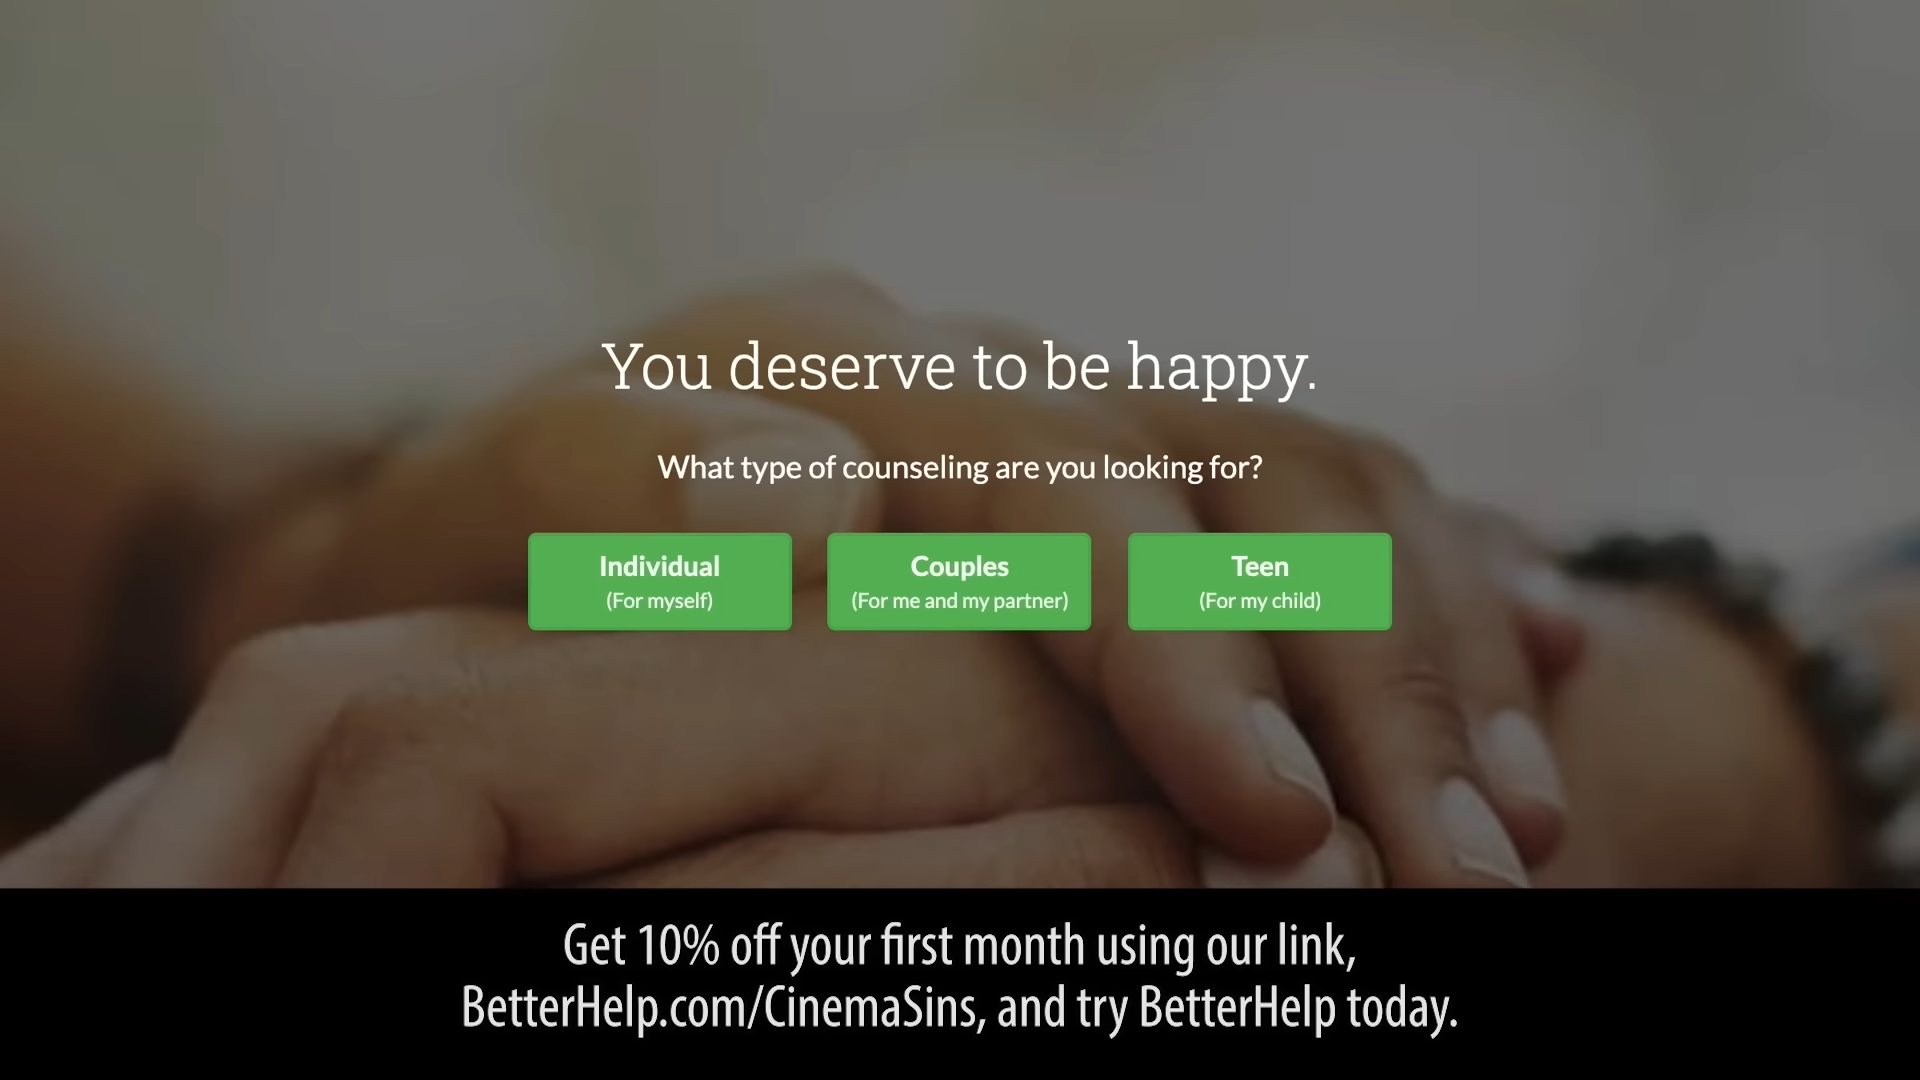 You deserve to be happy.
What type of counseling are you looking for?
Individual
(For myself)
Couples
(For me and my partner)
Teen
(For my child)
Get 10% off your first month using our link,
BetterHelp.com/CinemaSins, and try BetterHelp today.